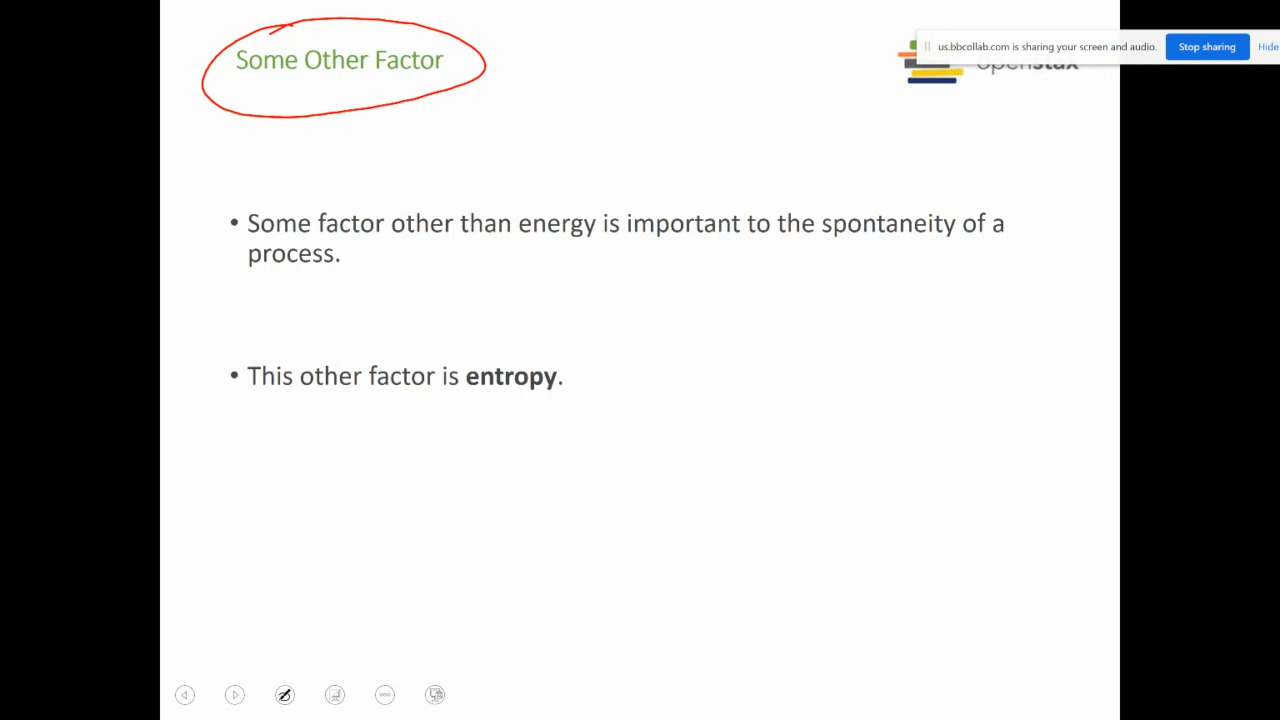 Some Other Factor
us.bbcollab.com is sharing your screen and audio.
Stop sharing
Hide
openstax
• Some factor other than energy is important to the spontaneity of a
process.
• This other factor is entropy.